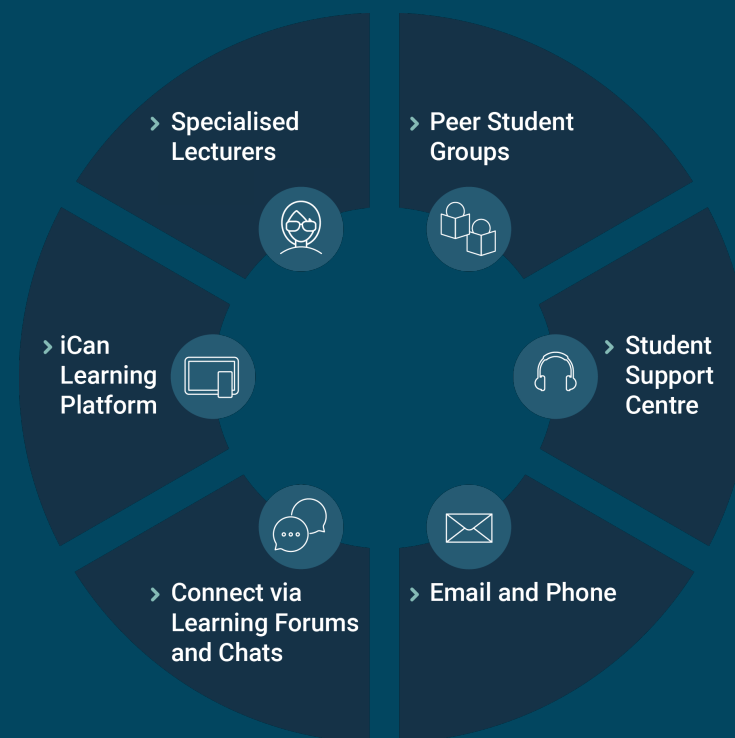 Specialised
Lecturers
Peer Student
Groups
iCan
Learning
Platform
Student
Support
Centre
Connect via
Learning Forums
and Chats
Email and Phone